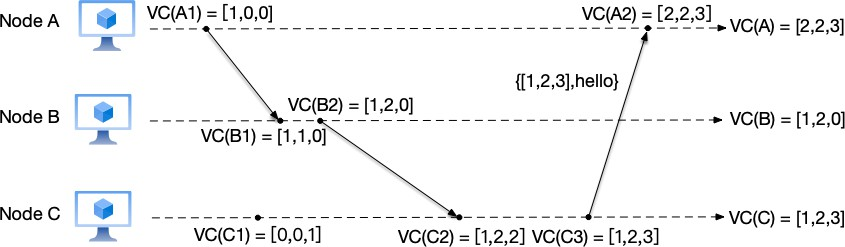 Node A
VC(A1) = [1,0,0]
VC(A2) = [2,2,3]
VC(A) = [2,2,3]
{[1,2,3],hello}
Node B
VC(B2) = [1,2,0]
VC(B1) = [1,1,0]
VC(B) = [1,2,0]
Node C
VC(C1) = [0,0,1]
VC(C2) = [1,2,2]
VC(C3) = [1,2,3]
VC(C) = [1,2,3]